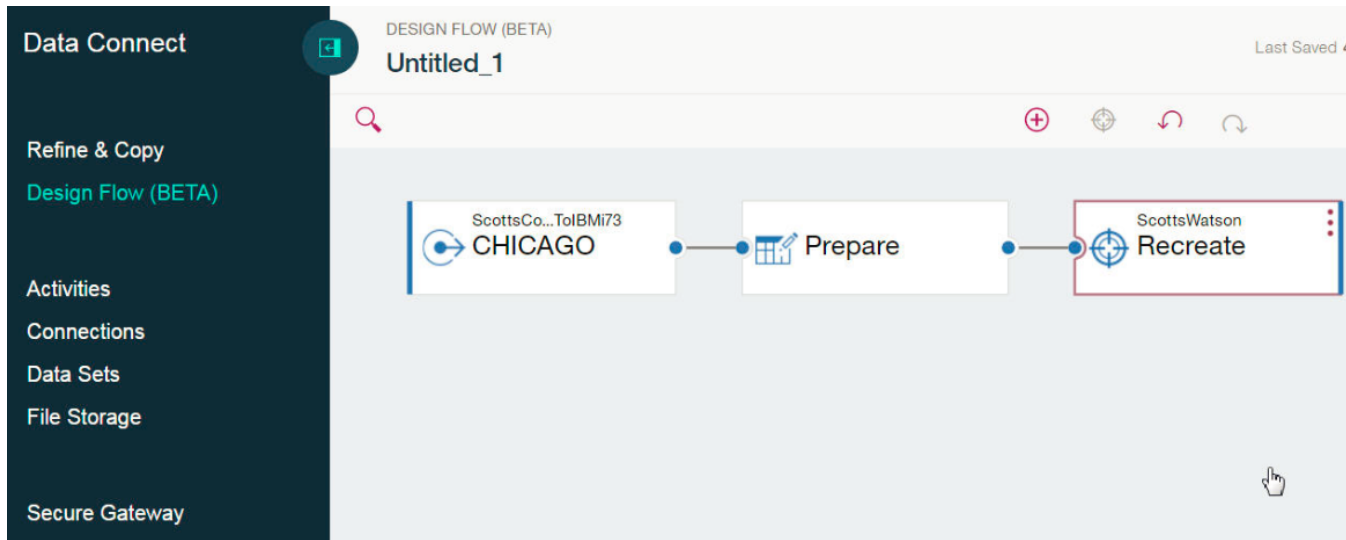 Data Connect
DESIGN FLOW (BETA)
Untitled_1
Last Saved
Refine & Copy
Design Flow (BETA)
Activities
Connections
Data Sets
File Storage
Secure Gateway
ScottsCo...ToIBMi73
CHICAGO
Prepare
ScottsWatson
Recreate